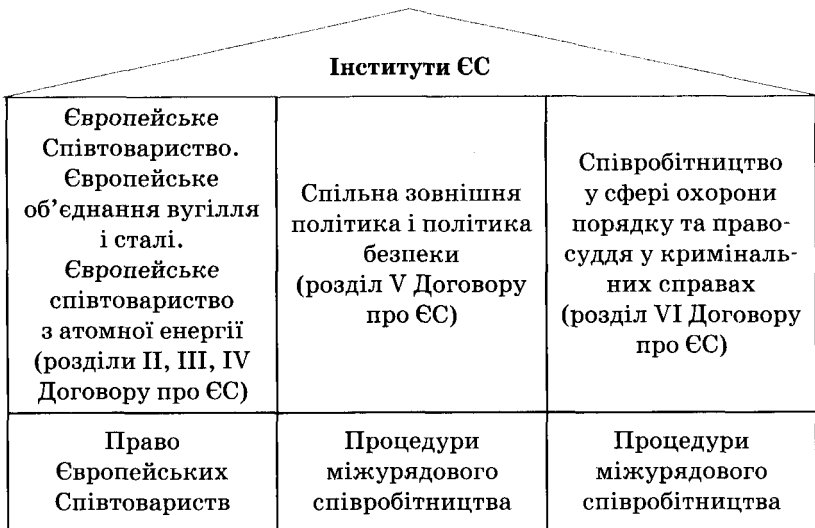 Інститути ЄС
Європейське
Співтовариство.
Європейське
об’єднання вугілля
і сталі.
Європейське
співтовариство
з атомної енергії
(розділи II, III, IV
Договору про ЄС)
Спільна зовнішня
політика і політика
безпеки
(розділ V Договору
про ЄС)
Співробітництво
у сфері охорони
порядку та право-
суддя у криміналь-
них справах
(розділ VI Договору
про ЄС)
Право
Європейських
Співтовариств
Процедури
міжурядового
співробітництва
Процедури
міжурядового
співробітництва